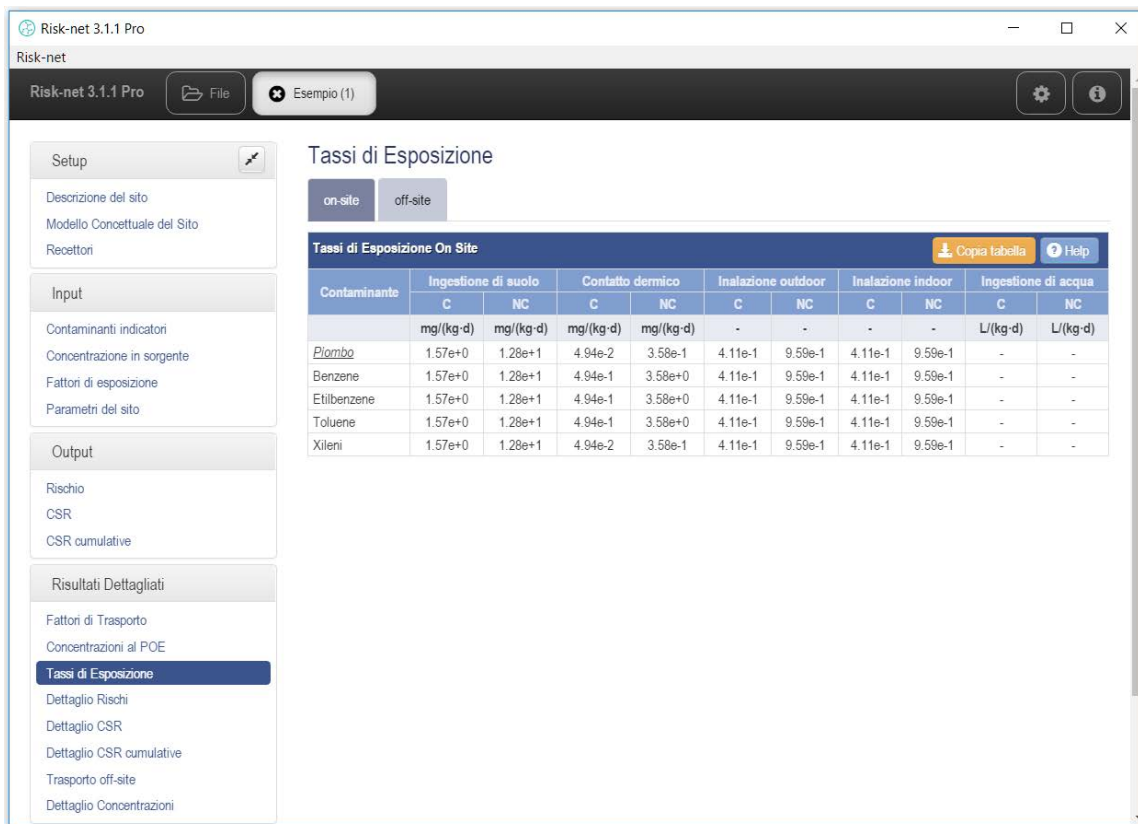 Risk-net 3.1.1 Pro
Risk-net
Risk-net 3.1.1 Pro File Esempio (1)
Setup
Descrizione del sito
Modello Concettuale del Sito
Recettori
Input
Contaminanti indicatori
Concentrazione in sorgente
Fattori di esposizione
Parametri del sito
Output
Rischio
CSR
CSR cumulative
Risultati Dettagliati
Fattori di Trasporto
Concentrazioni al POE
Tassi di Esposizione
Dettaglio Rischi
Dettaglio CSR
Dettaglio CSR cumulative
Trasporto off-site
Dettaglio Concentrazioni
Tassi di Esposizione
on-site off-site
Tassi di Esposizione On Site Copia tabella Help
Contaminante Ingestione di suolo Contatto dermico Inalazione outdoor Inalazione indoor Ingestione di acqua
C NC C NC C NC C NC C NC
mg/(kg·d) mg/(kg·d) mg/(kg·d) mg/(kg·d) - - - - L/(kg·d) L/(kg·d)
Piombo 1.57e+0 1.28e+1 4.94e-2 3.58e-1 4.11e-1 9.59e-1 4.11e-1 9.59e-1 - -
Benzene 1.57e+0 1.28e+1 4.94e-1 3.58e+0 4.11e-1 9.59e-1 4.11e-1 9.59e-1 - -
Etilbenzene 1.57e+0 1.28e+1 4.94e-1 3.58e+0 4.11e-1 9.59e-1 4.11e-1 9.59e-1 - -
Toluene 1.57e+0 1.28e+1 4.94e-1 3.58e+0 4.11e-1 9.59e-1 4.11e-1 9.59e-1 - -
Xileni 1.57e+0 1.28e+1 4.94e-2 3.58e-1 4.11e-1 9.59e-1 4.11e-1 9.59e-1 - -